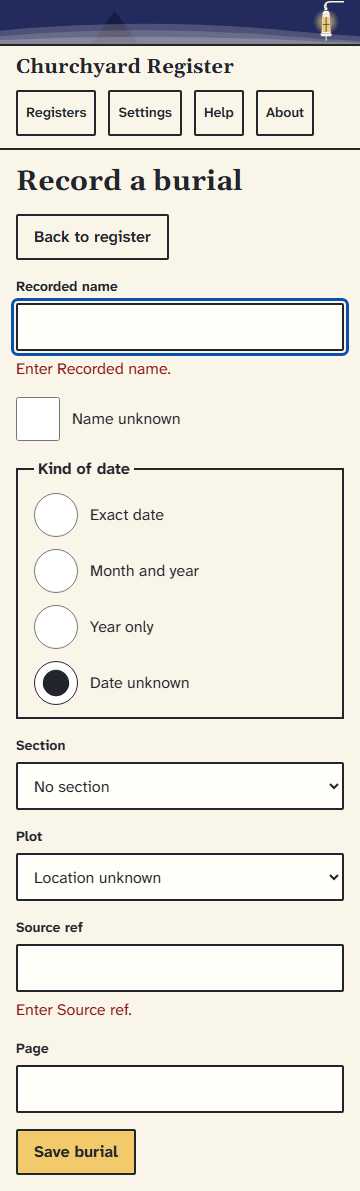 Churchyard Register
Registers Settings Help About
Record a burial
Back to register
Recorded name
Enter Recorded name.
Name unknown
Kind of date
Exact date
Month and year
Year only
Date unknown
Section
No section
Plot
Location unknown
Source ref
Enter Source ref.
Page
Save burial